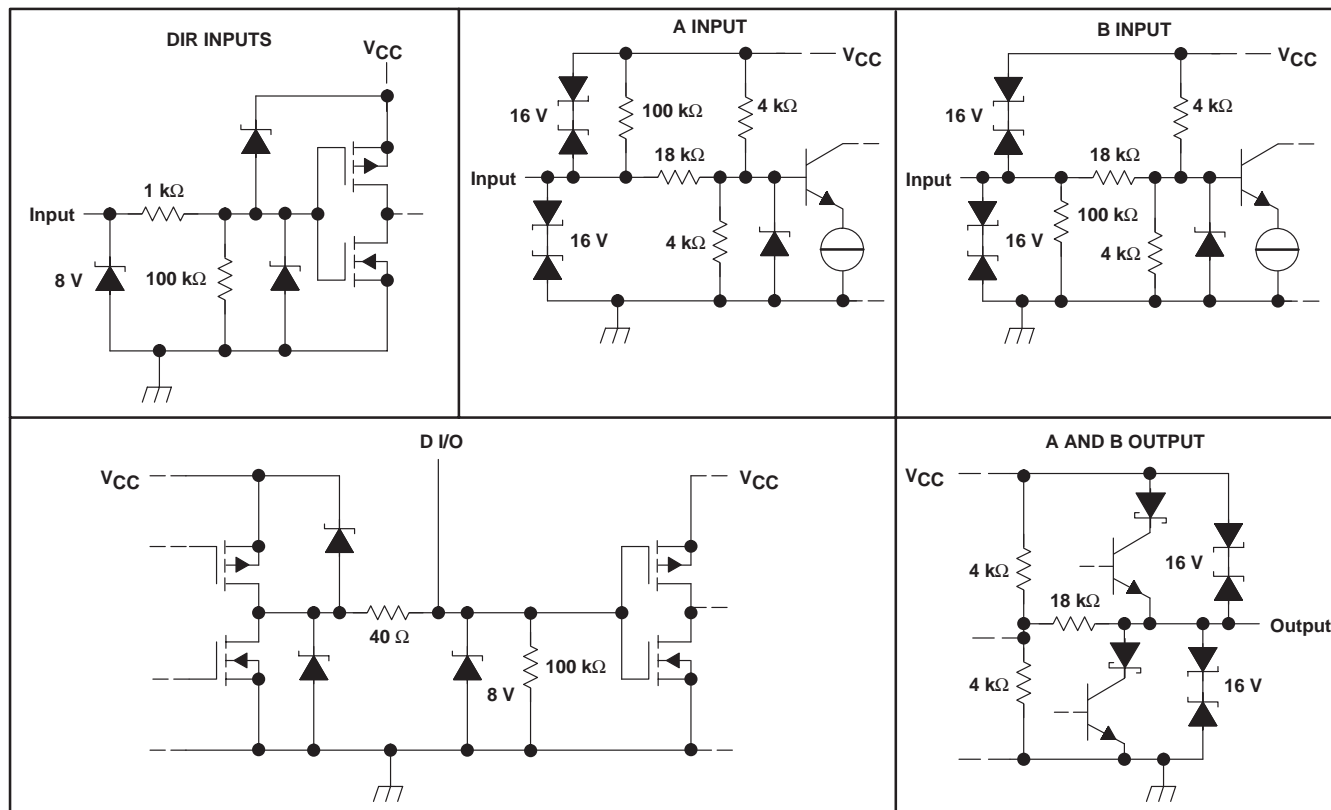 DIR INPUTS
VCC
1 kΩ
Input
8 V
100 kΩ
A INPUT
VCC
16 V
100 kΩ
4 kΩ
18 kΩ
Input
16 V
4 kΩ
B INPUT
VCC
16 V
4 kΩ
18 kΩ
Input
100 kΩ
16 V
4 kΩ
D I/O
VCC
VCC
40 Ω
8 V
100 kΩ
A AND B OUTPUT
VCC
4 kΩ
16 V
18 kΩ
Output
4 kΩ
16 V